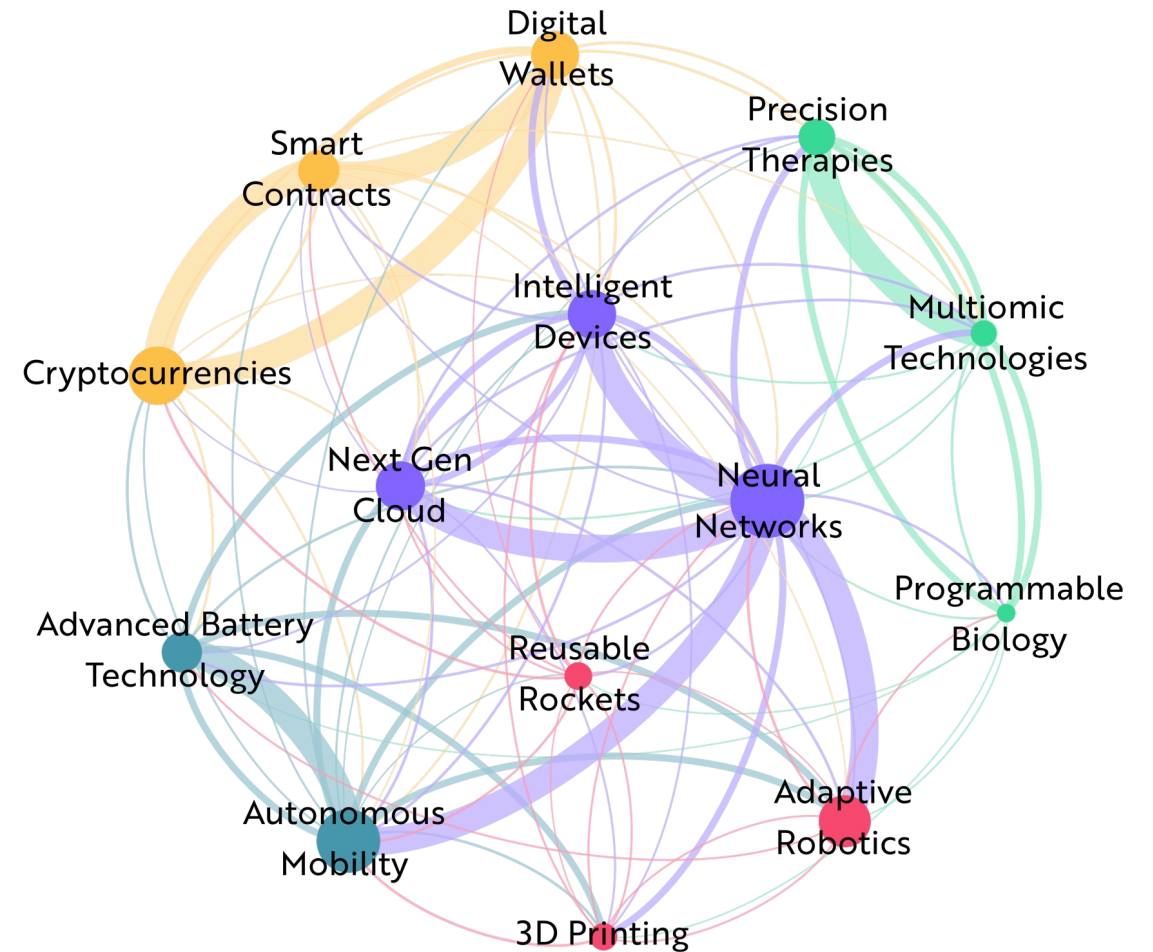 Digital
Wallets
Precision
Therapies
Smart
Contracts
Intelligent
Devices
Multiomic
Technologies
Cryptocurrencies
Next Gen
Cloud
Neural
Networks
Programmable
Biology
Advanced Battery
Technology
Reusable
Rockets
Adaptive
Robotics
Autonomous
Mobility
3D Printing